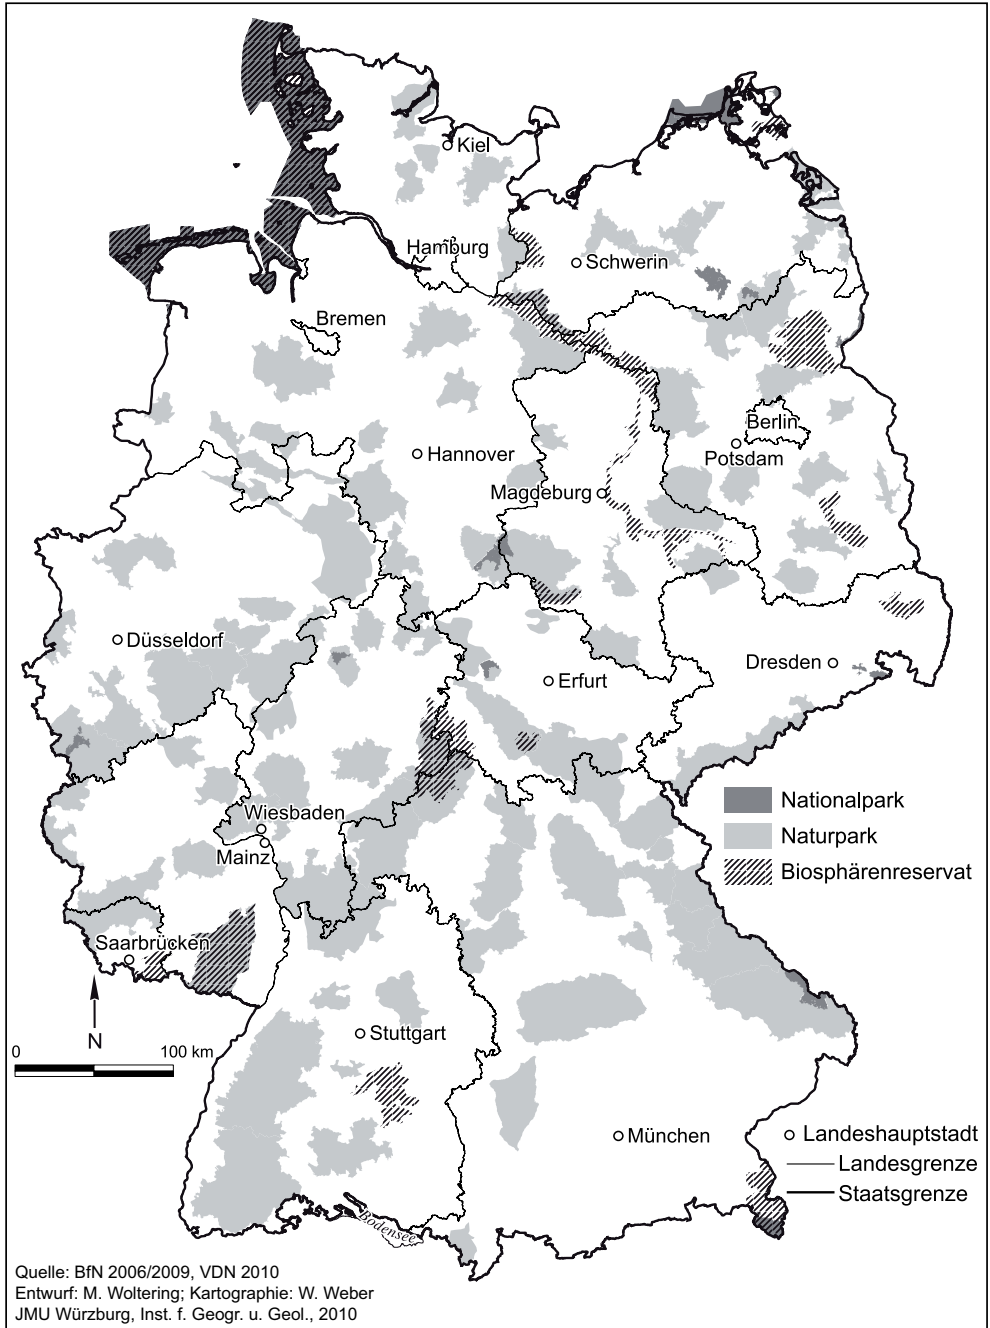 Kiel
Hamburg
Schwerin
Bremen
Berlin
Hannover
Potsdam
Magdeburg
Düsseldorf
Dresden
Erfurt
Nationalpark
Wiesbaden
Naturpark
Mainz
Biosphärenreservat
Saarbrücken
N
Stuttgart
0 100 km
München
Landeshauptstadt
Landesgrenze
Staatsgrenze
Bodensee
Quelle: BfN 2006/2009, VDN 2010
Entwurf: M. Woltering; Kartographie: W. Weber
JMU Würzburg, Inst. f. Geogr. u. Geol., 2010